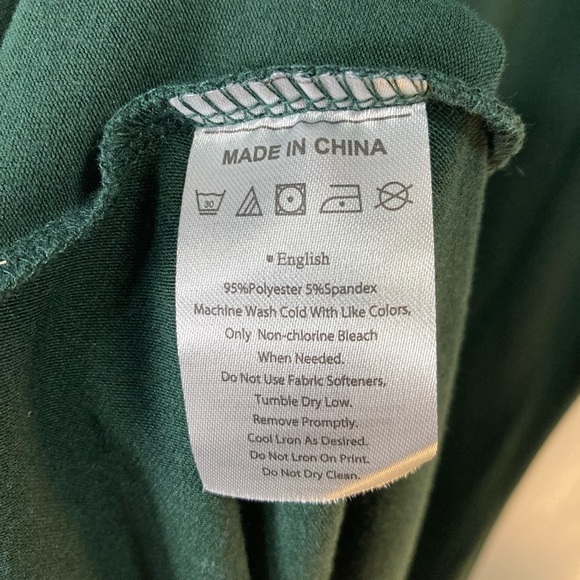 MADE IN CHINA
30
▪ English
95%Polyester 5%Spandex
Machine Wash Cold With Like Colors,
Only Non-chlorine Bleach
When Needed.
Do Not Use Fabric Softeners,
Tumble Dry Low.
Remove Promptly.
Cool Lron As Desired.
Do Not Lron On Print.
Do Not Dry Clean.